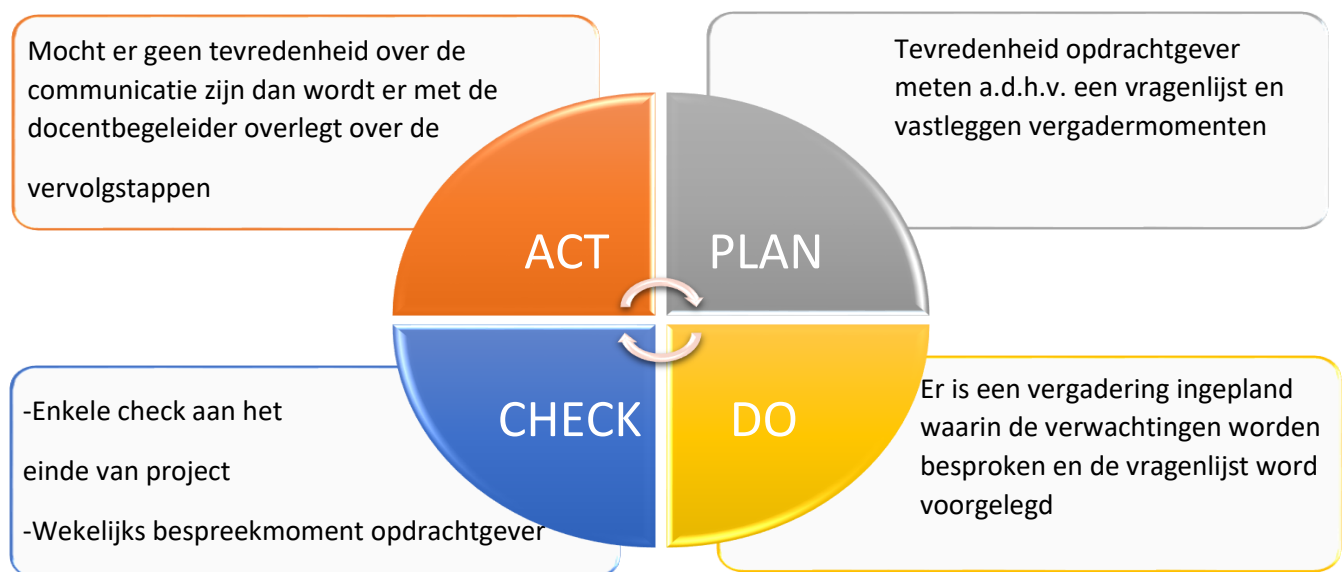 Mocht er geen tevredenheid over de
communicatie zijn dan wordt er met de
docentbegeleider overlegt over de
vervolgstappen
Tevredenheid opdrachtgever
meten a.d.h.v. een vragenlijst en
vastleggen vergadermomenten
ACT
PLAN
CHECK
DO
-Enkele check aan het
einde van project
-Wekelijks bespreekmoment opdrachtgever
Er is een vergadering ingepland
waarin de verwachtingen worden
besproken en de vragenlijst word
voorgelegd